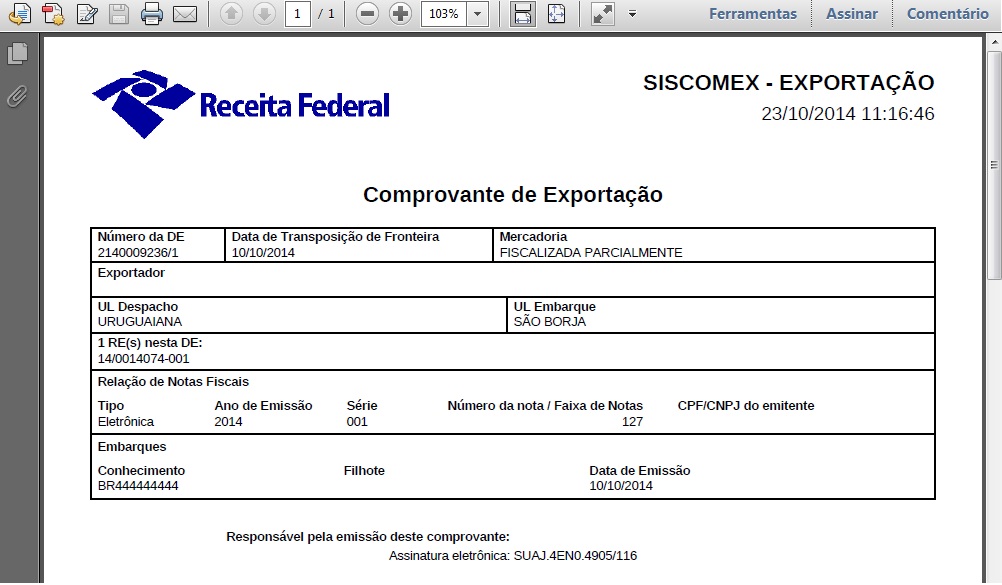 1 / 1 103% Ferramentas Assinar Comentário
Receita Federal
SISCOMEX - EXPORTAÇÃO
23/10/2014 11:16:46
Comprovante de Exportação
Número da DE Data de Transposição de Fronteira Mercadoria
2140009236/1 10/10/2014 FISCALIZADA PARCIALMENTE
Exportador
UL Despacho UL Embarque
URUGUAIANA SÃO BORJA
1 RE(s) nesta DE:
14/0014074-001
Relação de Notas Fiscais
Tipo Ano de Emissão Série Número da nota / Faixa de Notas CPF/CNPJ do emitente
Eletrônica 2014 001 127
Embarques
Conhecimento Filhote Data de Emissão
BR444444444 10/10/2014
Responsável pela emissão deste comprovante:
Assinatura eletrônica: SUAJ.4EN0.4905/116